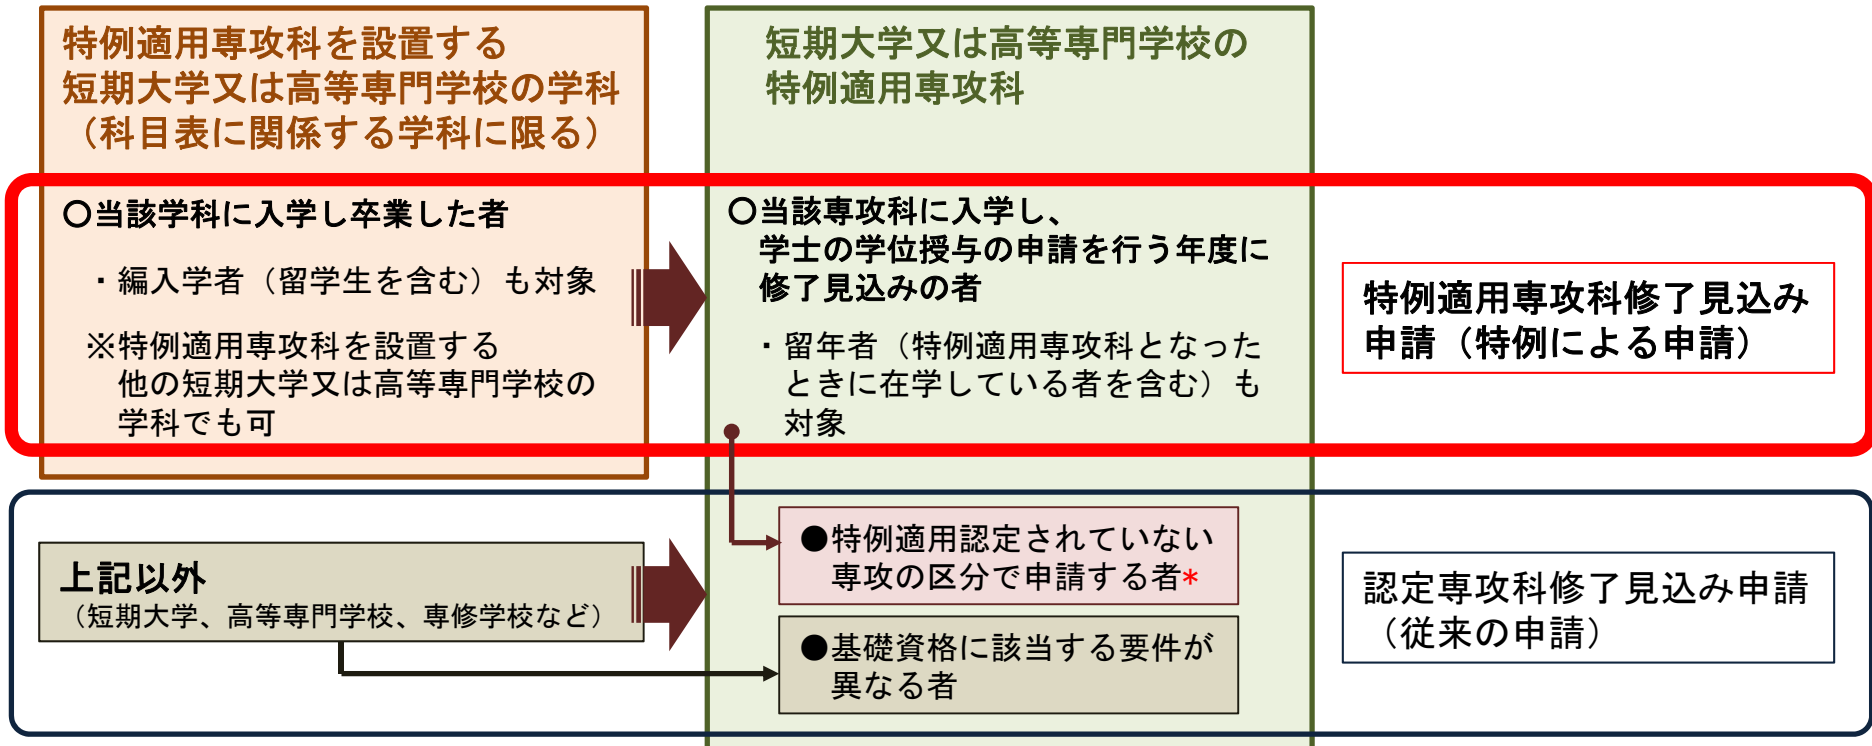 特例適用専攻科を設置する
短期大学又は高等専門学校の学科
（科目表に関係する学科に限る）
〇当該学科に入学し卒業した者
・編入学者（留学生を含む）も対象
※特例適用専攻科を設置する
他の短期大学又は高等専門学校の
学科でも可
短期大学又は高等専門学校の
特例適用専攻科
〇当該専攻科に入学し、
学士の学位授与の申請を行う年度に
修了見込みの者
・留年者（特例適用専攻科となった
ときに在学している者を含む）も
対象
特例適用専攻科修了見込み
申請（特例による申請）
上記以外
（短期大学、高等専門学校、専修学校など）
●特例適用認定されていない
専攻の区分で申請する者*
●基礎資格に該当する要件が
異なる者
認定専攻科修了見込み申請
（従来の申請）